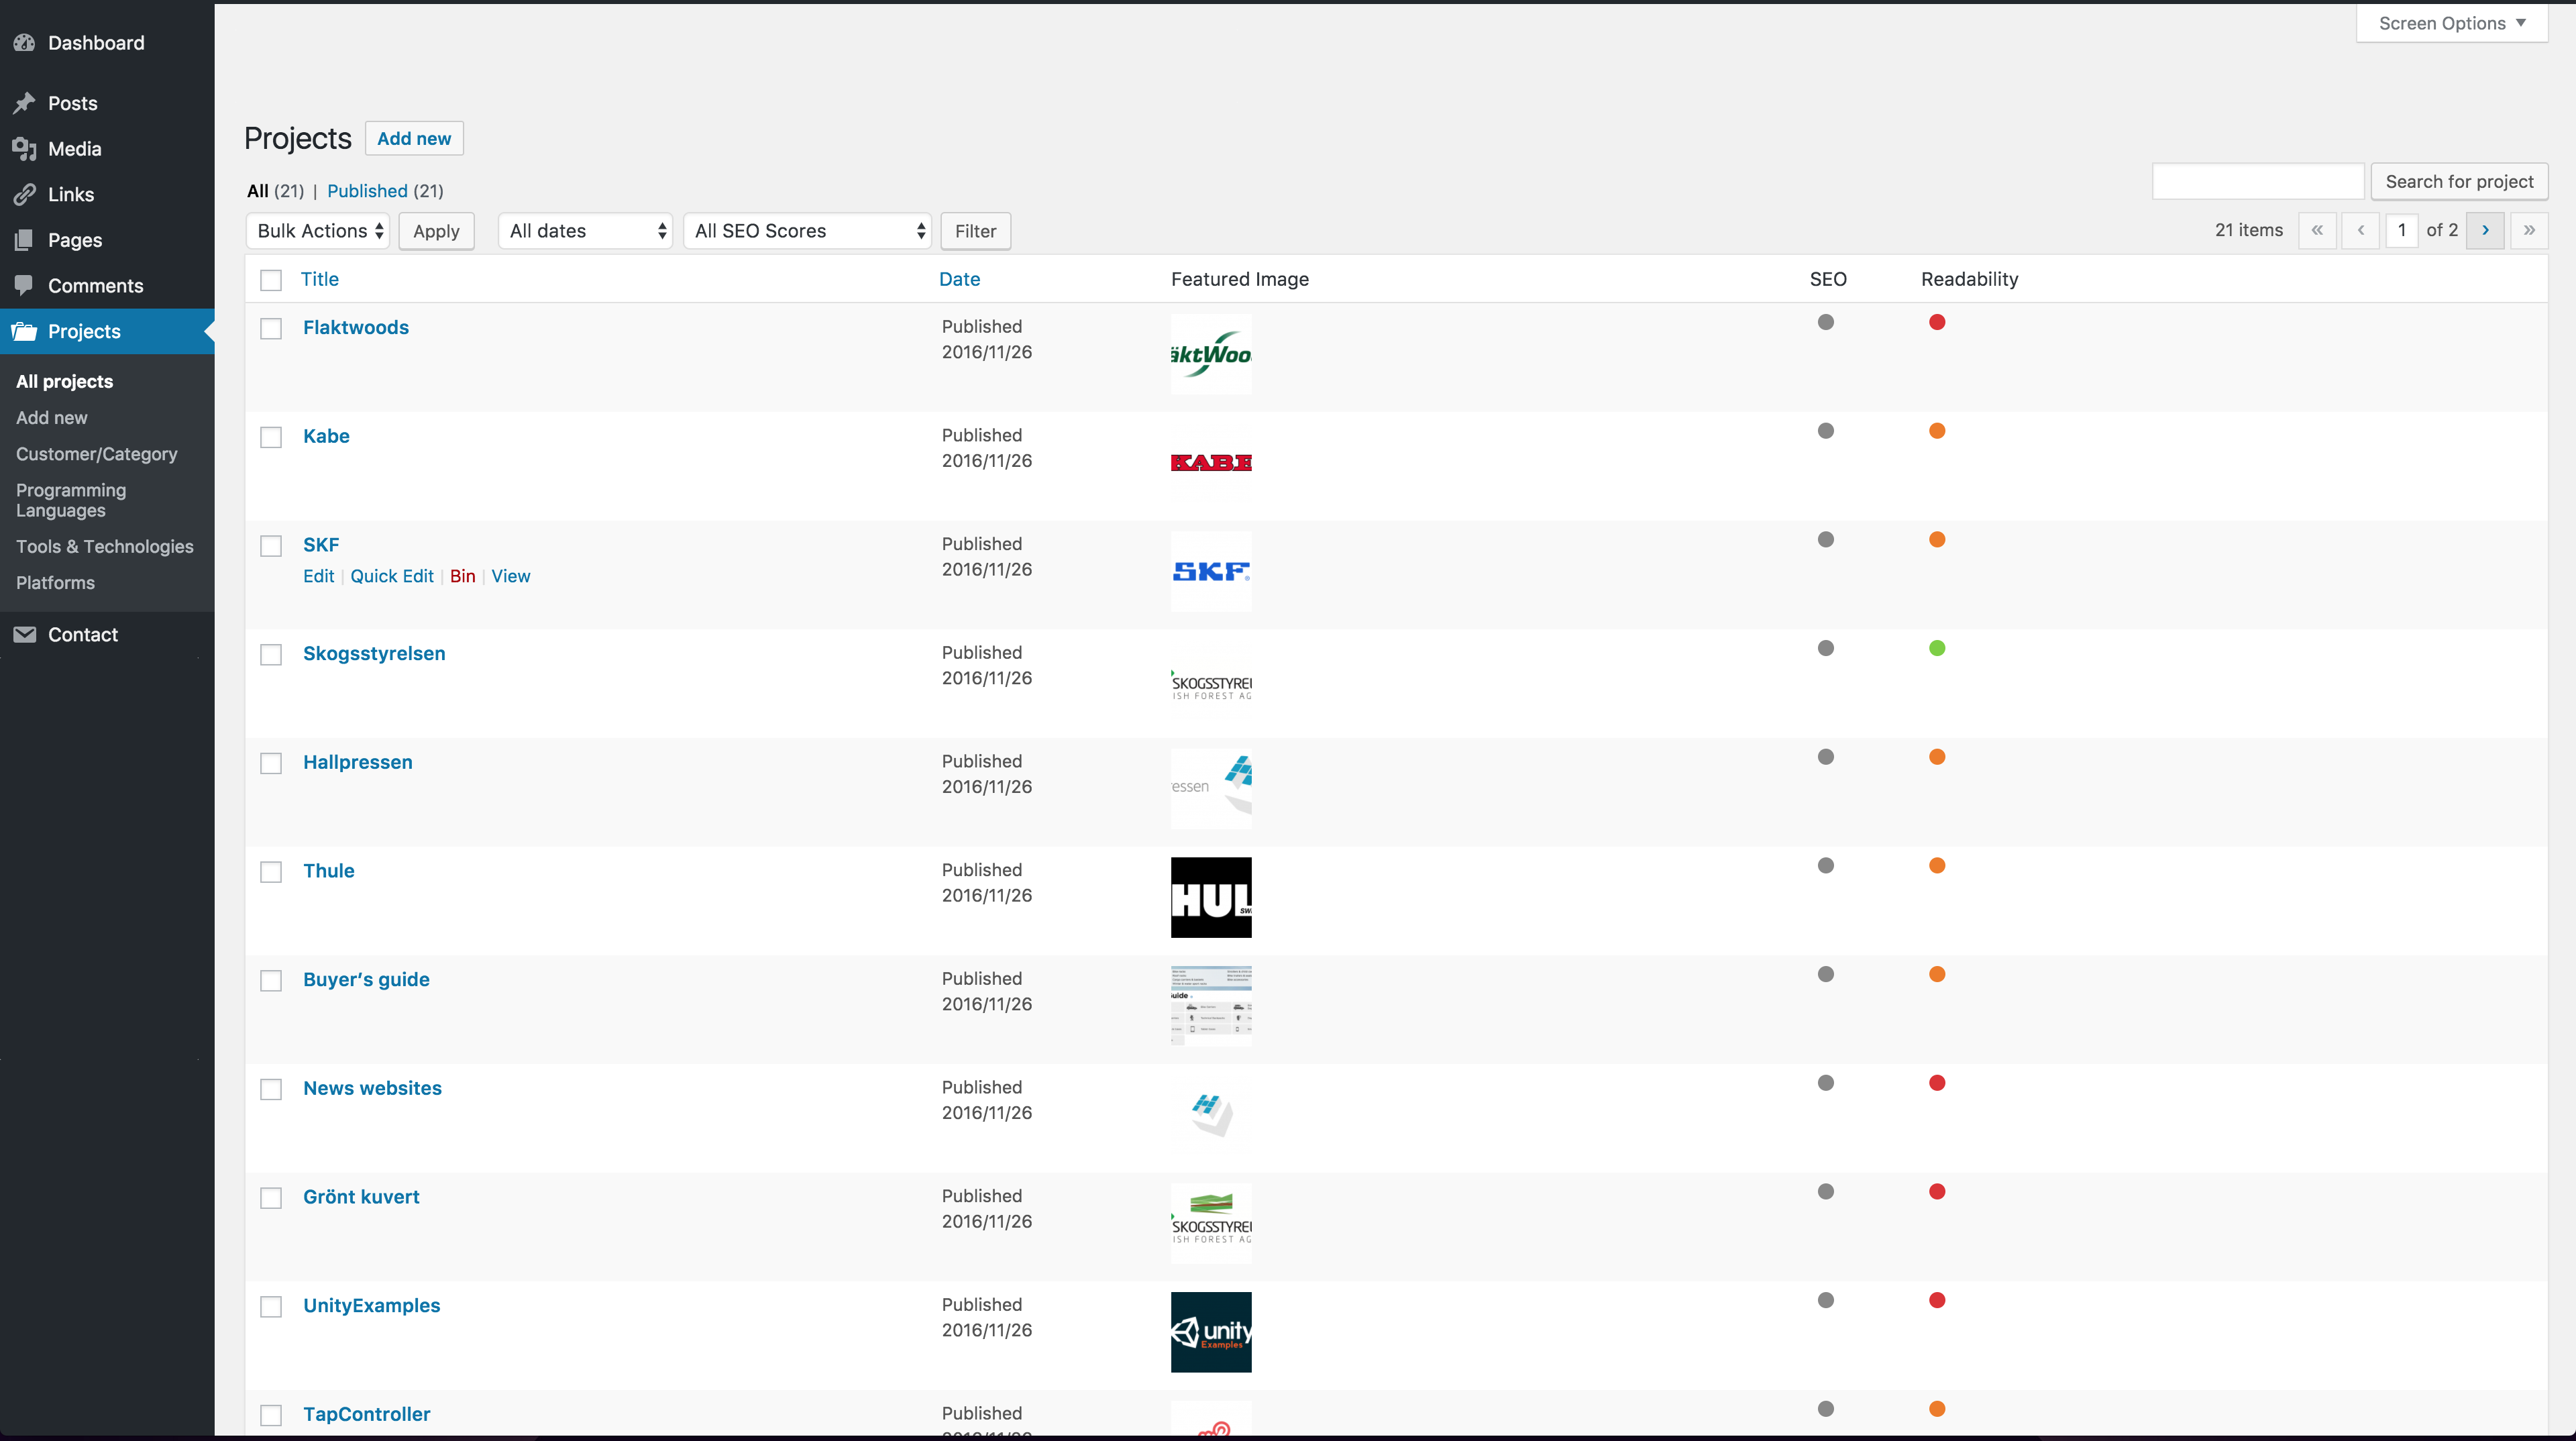 Screen Options
Dashboard
Posts
Media
Links
Pages
Comments
Projects
All projects
Add new
Customer/Category
Programming
Languages
Tools & Technologies
Platforms
Contact
Projects Add new
Search for project
All (21) | Published (21)
Bulk Actions Apply All dates All SEO Scores Filter
21 items « ‹ 1 of 2 › »
Title Date Featured Image SEO Readability
Flaktwoods Published
2016/11/26
äktWoo
Kabe Published
2016/11/26
KABE
SKF Published
2016/11/26
SKF
Edit | Quick Edit | Bin | View
Skogsstyrelsen Published
2016/11/26
SKOGSSTYREL
ISH FOREST AG
Hallpressen Published
2016/11/26
essen
Thule Published
2016/11/26
HUL
SW
Buyer’s guide Published
2016/11/26
uide
News websites Published
2016/11/26
Grönt kuvert Published
2016/11/26
SKOGSSTYREL
ISH FOREST AG
UnityExamples Published
2016/11/26
unity
Examples
TapController Published